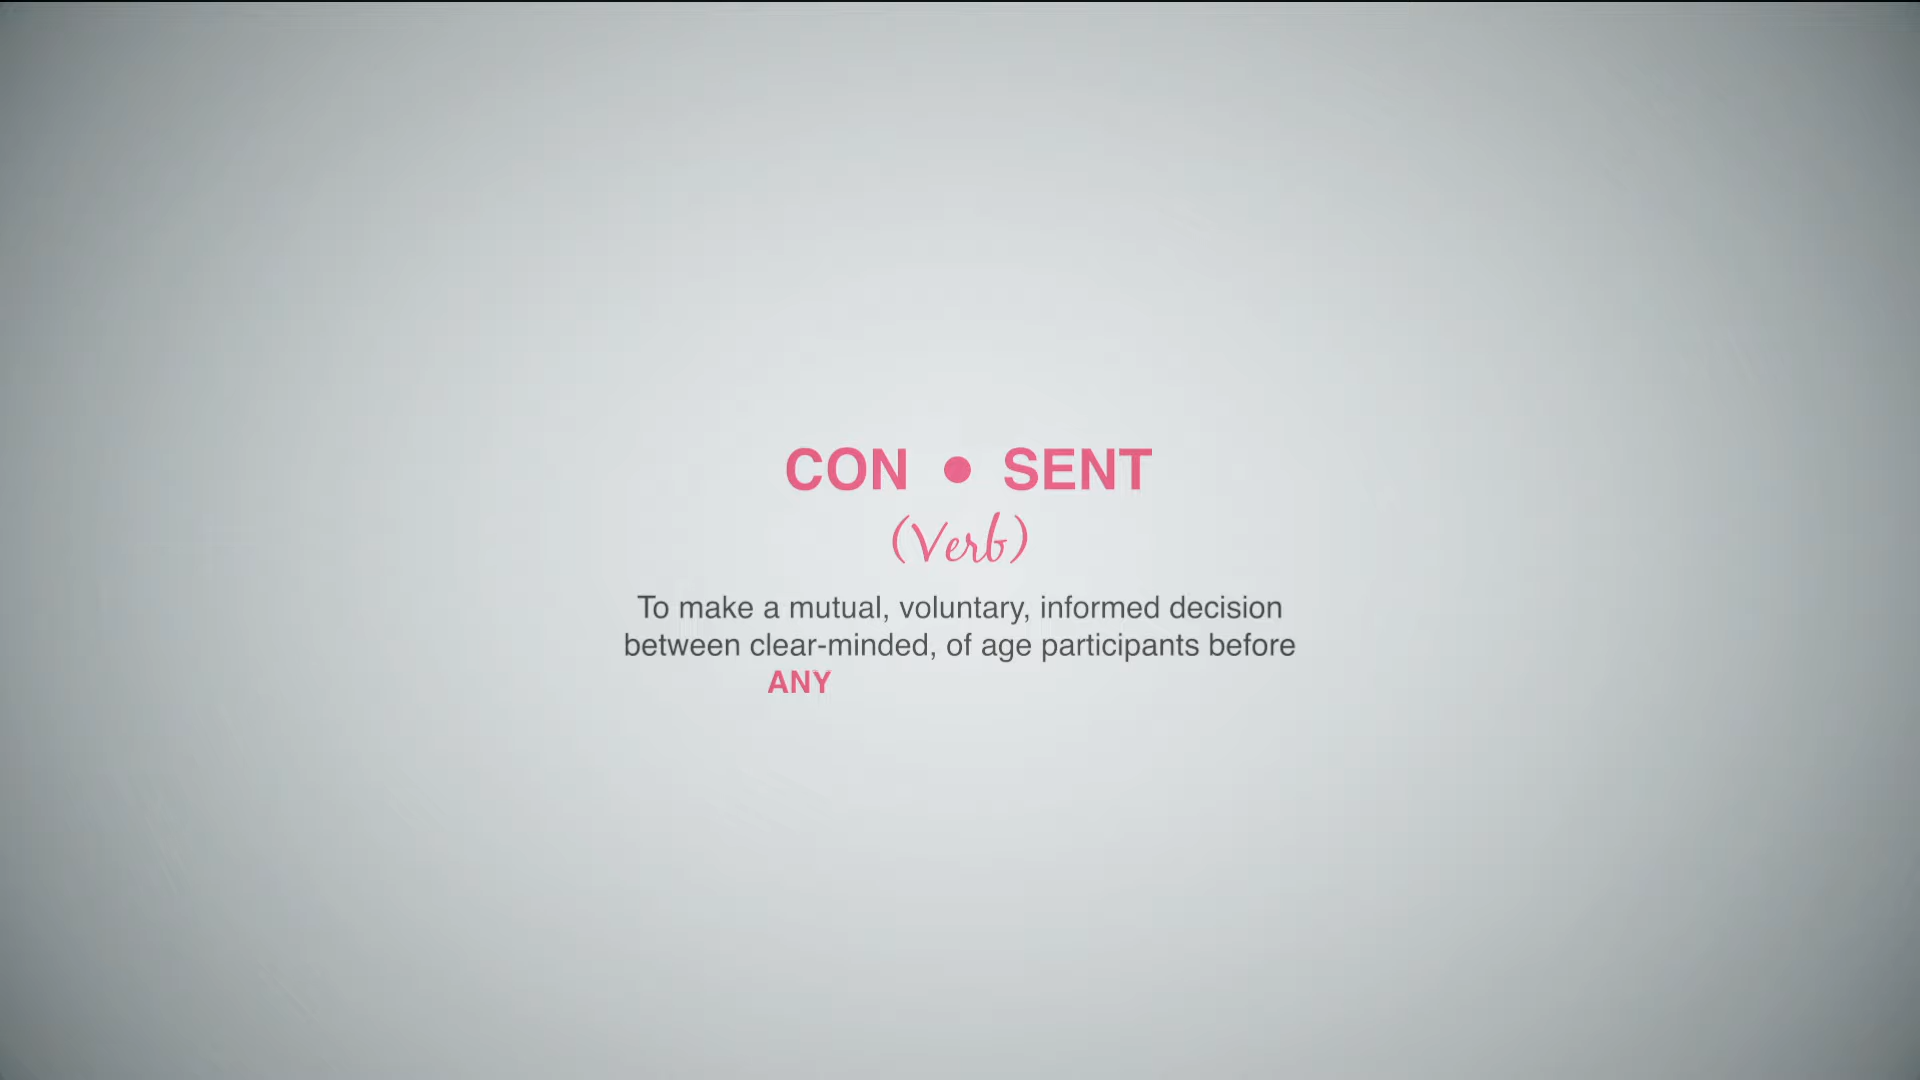 CON • SENT
(Verb)
To make a mutual, voluntary, informed decision
between clear-minded, of age participants before
ANY